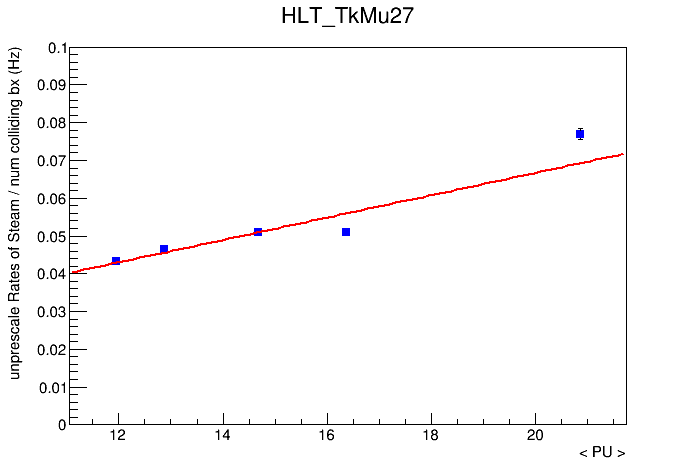 HLT_TkMu27
unprescale Rates of Steam / num colliding bx (Hz)
0.1
0.09
0.08
0.07
0.06
0.05
0.04
0.03
0.02
0.01
0
12 14 16 18 20
< PU >